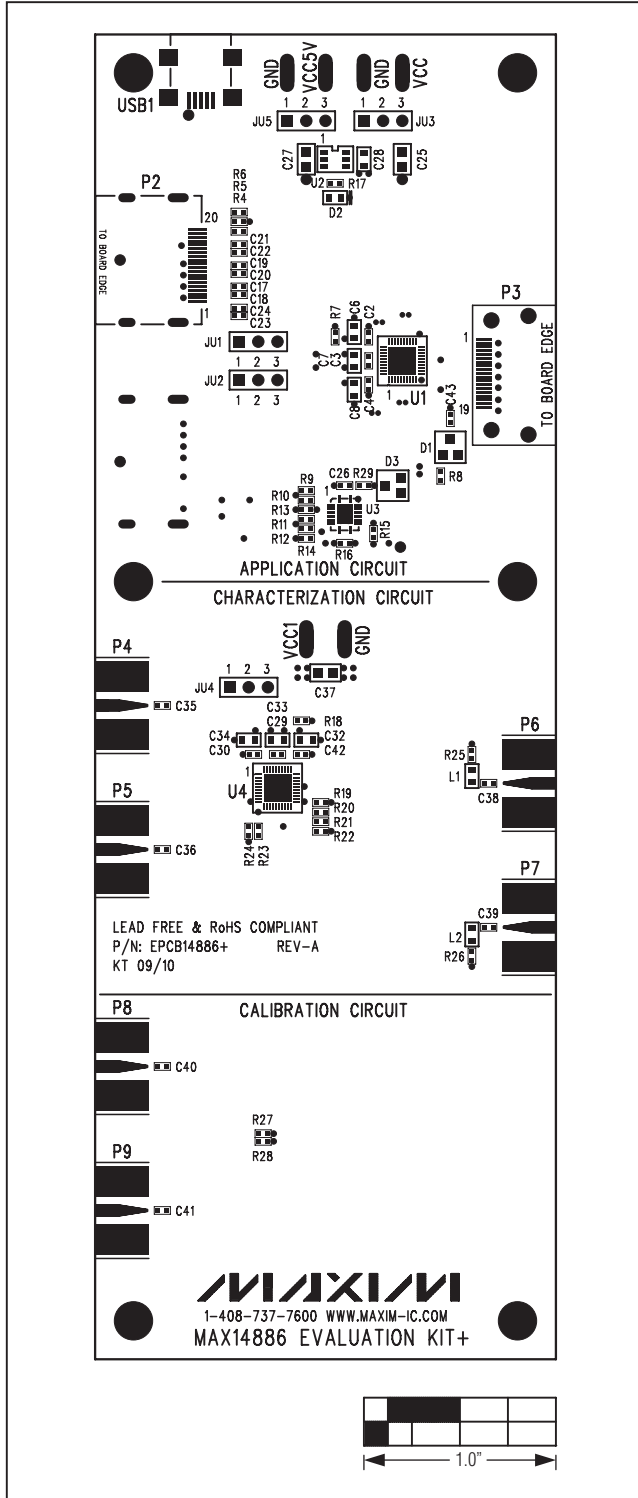 GND
VCC5V
GND
VCC
USB1
1 2 3
1 2 3
JU5
JU3
1
C27
C28
C25
U2
R17
D2
P2
R6
R5
R4
20
TO BOARD EDGE
C21
C22
C19
C20
C17
C18
C24
C23
1
JU1
1 2 3
JU2
1 2 3
R7
C6
C2
C7
C3
C8
C4
1
U1
P3
1
TO BOARD EDGE
19
C43
D1
R8
R9
C26
R29
D3
R10
R13
R11
R12
R14
1
U3
R16
R15
APPLICATION CIRCUIT
CHARACTERIZATION CIRCUIT
VCC1
GND
P4
1 2 3
JU4
C37
C35
C33
C29
R18
C34
C32
C30
C42
1
U4
P5
C36
R19
R20
R21
R22
R24
R23
P6
R25
L1
C38
P7
C39
L2
R26
LEAD FREE & RoHS COMPLIANT
P/N: EPCB14886+ REV-A
KT 09/10
CALIBRATION CIRCUIT
P8
C40
R27
R28
P9
C41
MAXIM
1-408-737-7600 WWW.MAXIM-IC.COM
MAX14886 EVALUATION KIT+
1.0"